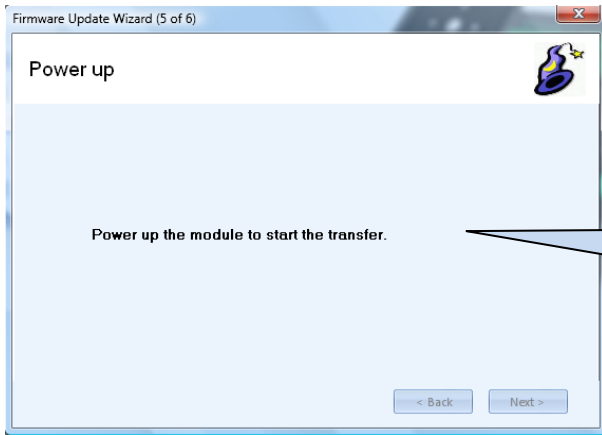 Firmware Update Wizard (5 of 6)
Power up
Power up the module to start the transfer.
< Back Next >